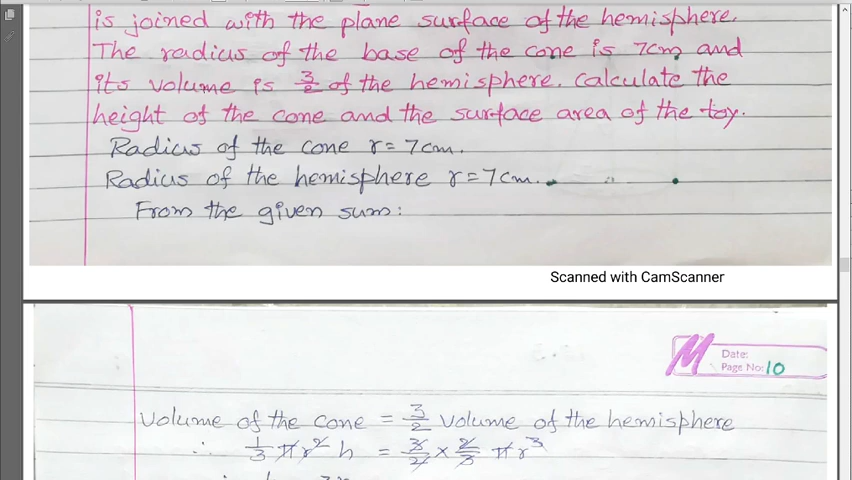 is joined with the plane surface of the hemisphere.
The radius of the base of the cone is 7cm and
its volume is 3/2 of the hemisphere. Calculate the
height of the cone and the surface area of the toy.
Radius of the cone r = 7cm.
Radius of the hemisphere r = 7cm.
From the given sum:
Scanned with CamScanner
M
Date:
Page No: 10
Volume of the cone = 3/2 volume of the hemisphere
∴ 1/3 πr² h = 3/2 × 2/3 πr³